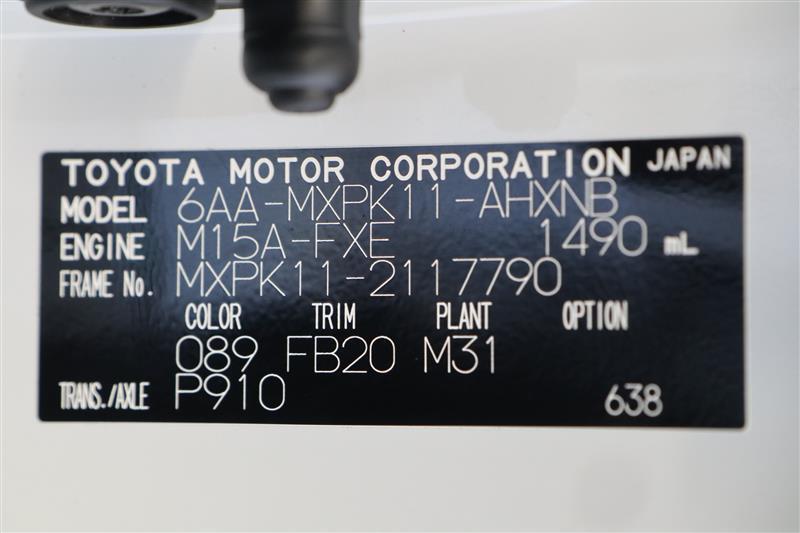 TOYOTA MOTOR CORPORATION JAPAN
MODEL 6AA-MXPK11-AHXNB
ENGINE M15A-FXE 1490 mL
FRAME No. MXPK11-2117790
COLOR TRIM PLANT OPTION
089 FB20 M31
TRANS./AXLE P910 638